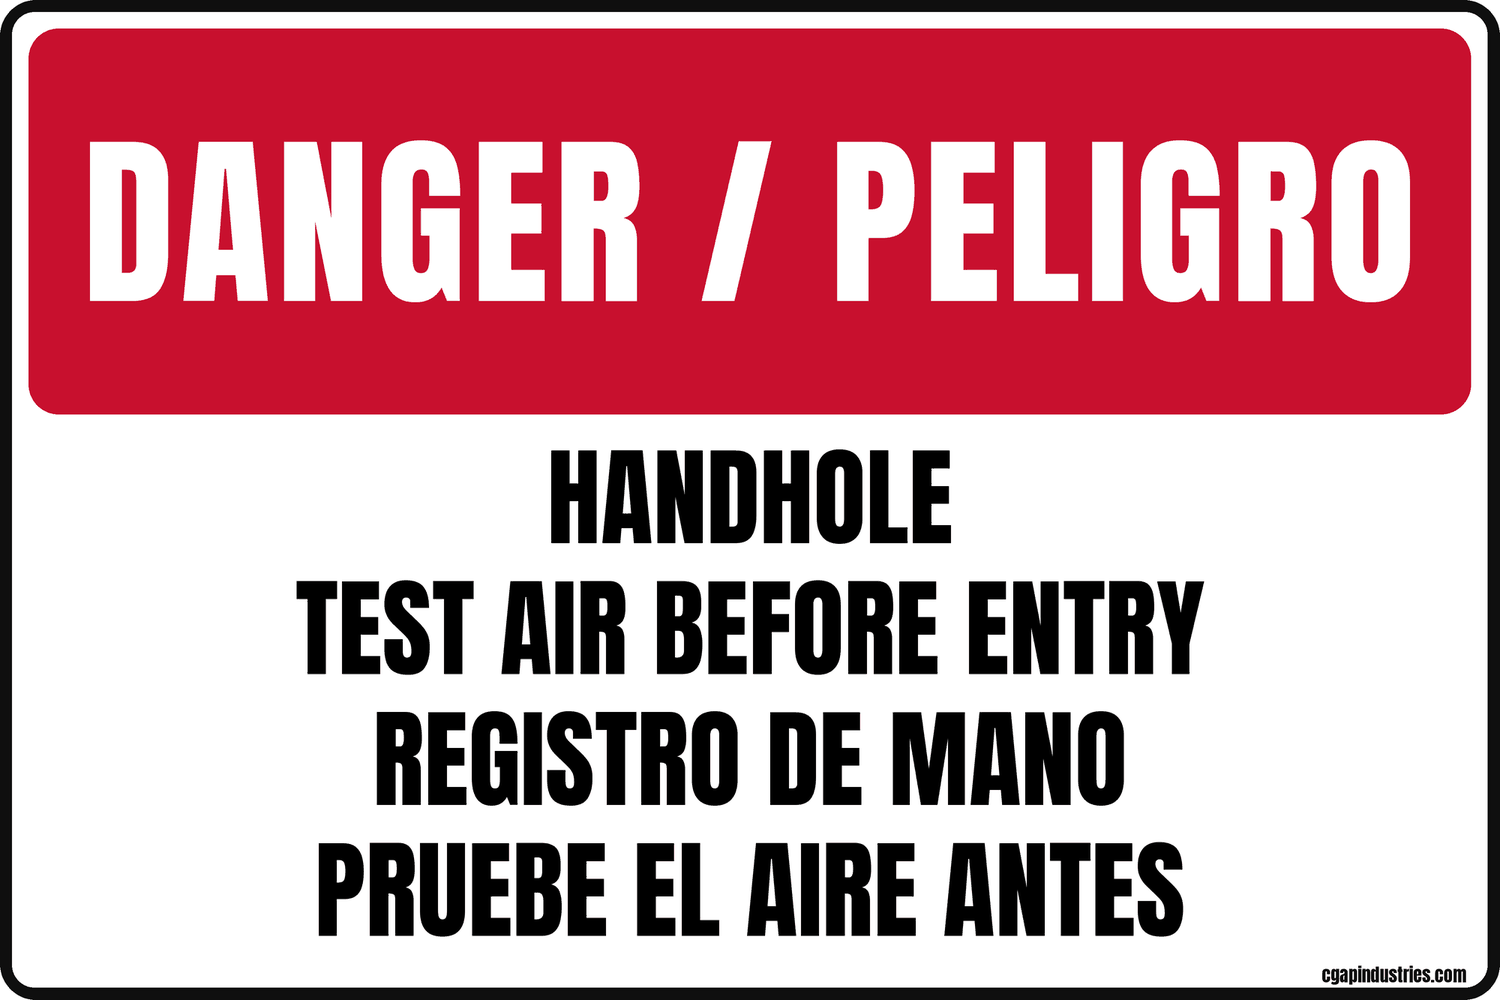 DANGER / PELIGRO
HANDHOLE
TEST AIR BEFORE ENTRY
REGISTRO DE MANO
PRUEBE EL AIRE ANTES
cgapindustries.com